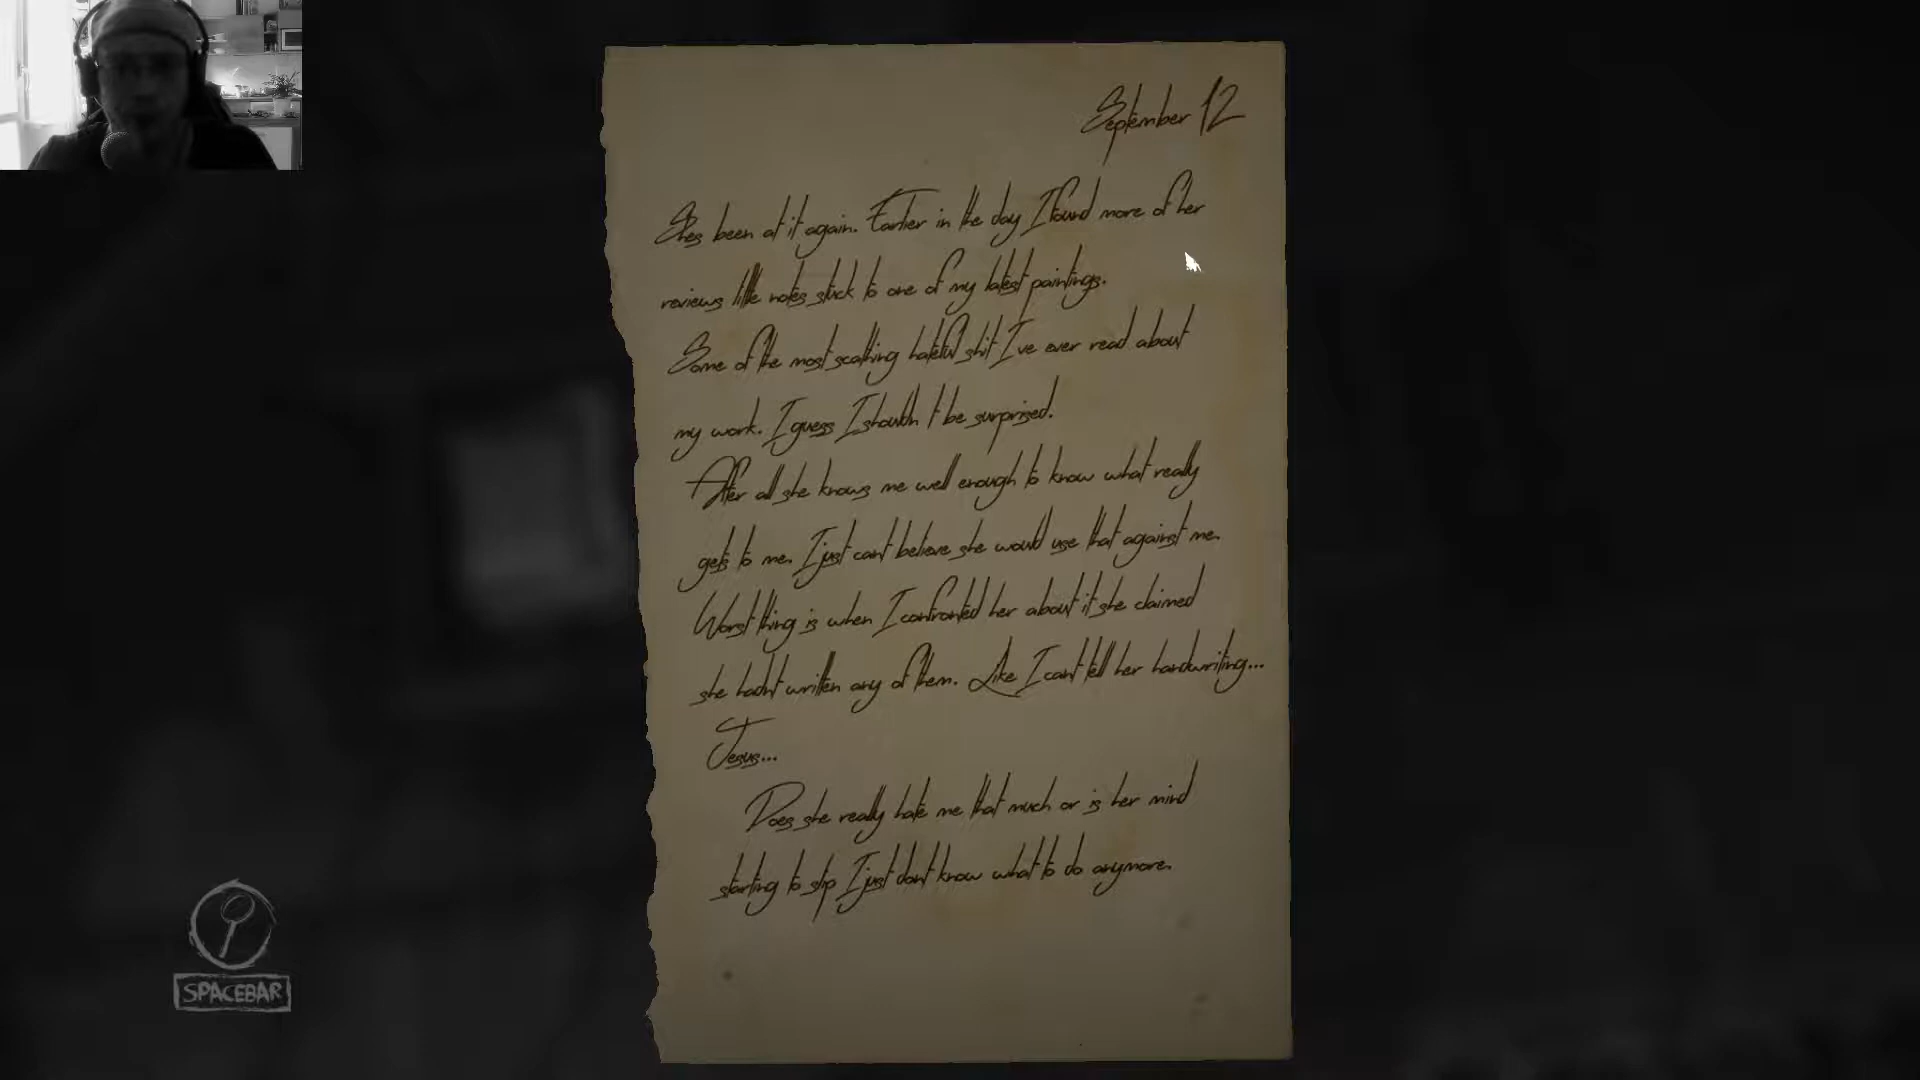 September 12
Shes been at it again. Earlier in the day I found more of her
reviews little notes stuck to one of my latest paintings.
Some of the most scathing hateful shit I've ever read about
my work. I guess I shouldn t be surprised.
After all she knows me well enough to know what really
gets to me. I just cant believe she would use that against me.
Worst thing is when I confronted her about it she claimed
she hadnt written any of them. Like I cant tell her handwriting...
Jesus...
Does she really hate me that much or is her mind
starting to slip I just dont know what to do anymore.
SPACEBAR